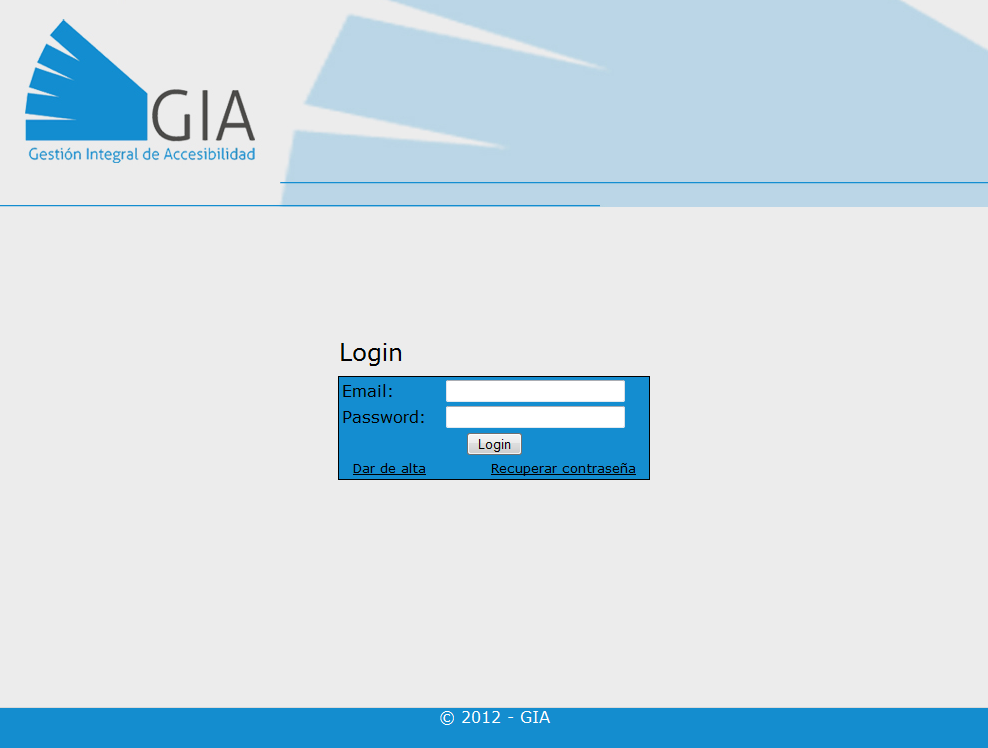 GIA
Gestión Integral de Accesibilidad
Login
Email:
Password:
Login
Dar de alta Recuperar contraseña
© 2012 - GIA